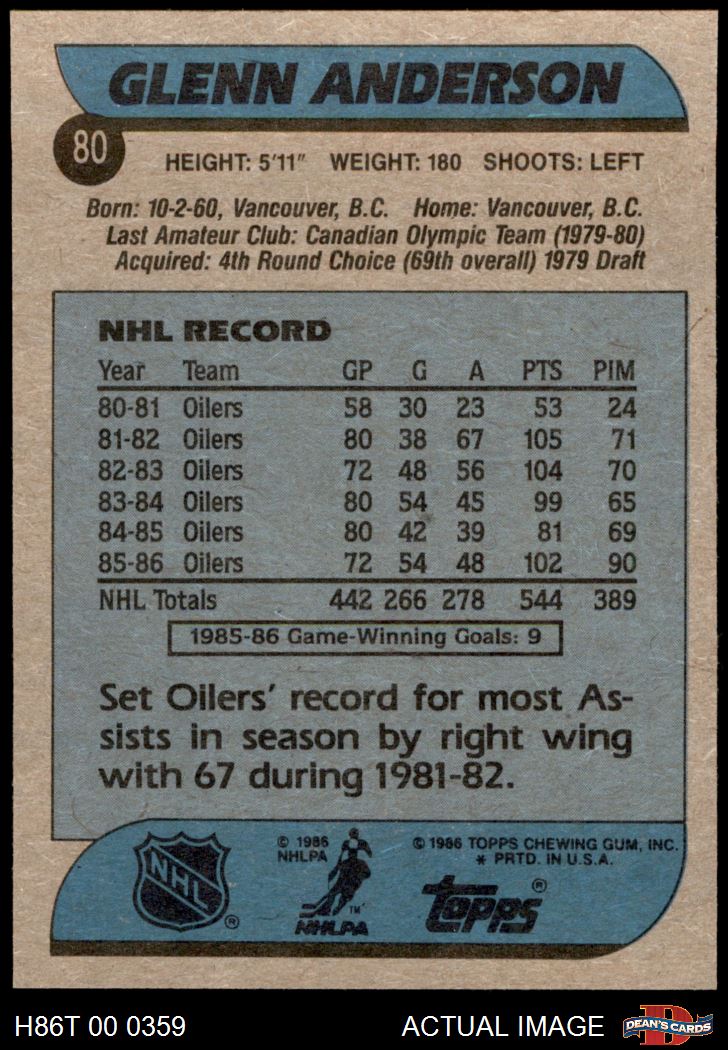 GLENN ANDERSON
80
HEIGHT: 5'11" WEIGHT: 180 SHOOTS: LEFT
Born: 10-2-60, Vancouver, B.C. Home: Vancouver, B.C.
Last Amateur Club: Canadian Olympic Team (1979-80)
Acquired: 4th Round Choice (69th overall) 1979 Draft
NHL RECORD
Year Team GP G A PTS PIM
80-81 Oilers 58 30 23 53 24
81-82 Oilers 80 38 67 105 71
82-83 Oilers 72 48 56 104 70
83-84 Oilers 80 54 45 99 65
84-85 Oilers 80 42 39 81 69
85-86 Oilers 72 54 48 102 90
NHL Totals 442 266 278 544 389
1985-86 Game-Winning Goals: 9
Set Oilers' record for most As-
sists in season by right wing
with 67 during 1981-82.
NHL ®
© 1986
NHLPA
TM
NHLPA
© 1986 TOPPS CHEWING GUM, INC.
* PRTD. IN U.S.A.
topps ®
H86T 00 0359 ACTUAL IMAGE
D
DEAN'S CARDS